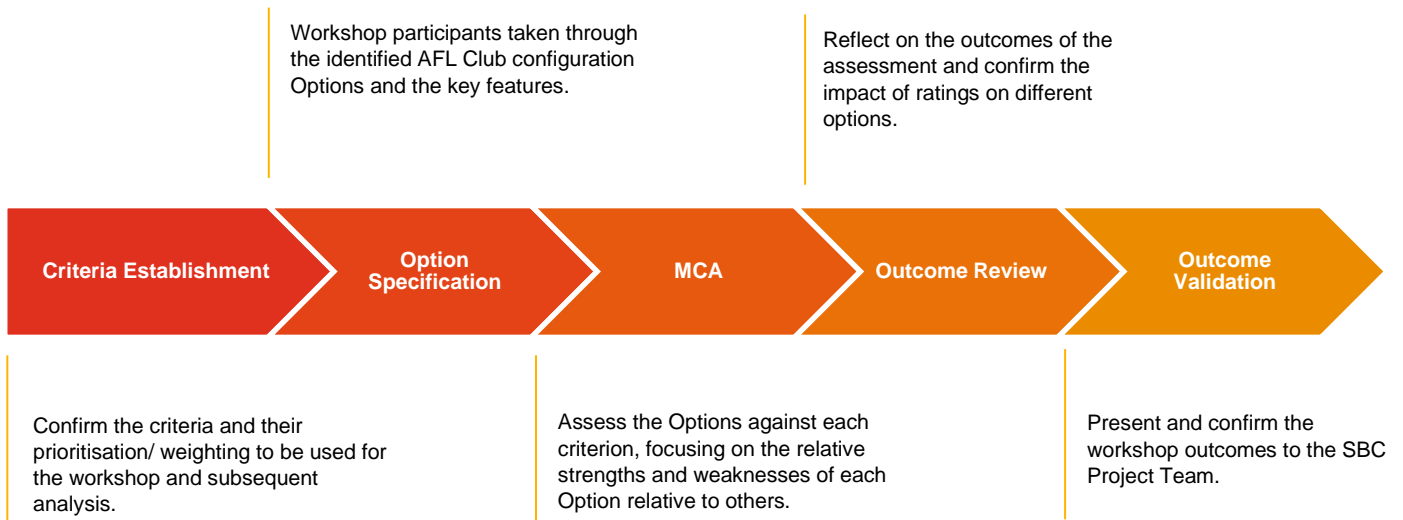 Workshop participants taken through
the identified AFL Club configuration
Options and the key features.
Reflect on the outcomes of the
assessment and confirm the
impact of ratings on different
options.
Criteria Establishment
Option
Specification
MCA
Outcome Review
Outcome
Validation
Confirm the criteria and their
prioritisation/ weighting to be used for
the workshop and subsequent
analysis.
Assess the Options against each
criterion, focusing on the relative
strengths and weaknesses of each
Option relative to others.
Present and confirm the
workshop outcomes to the SBC
Project Team.